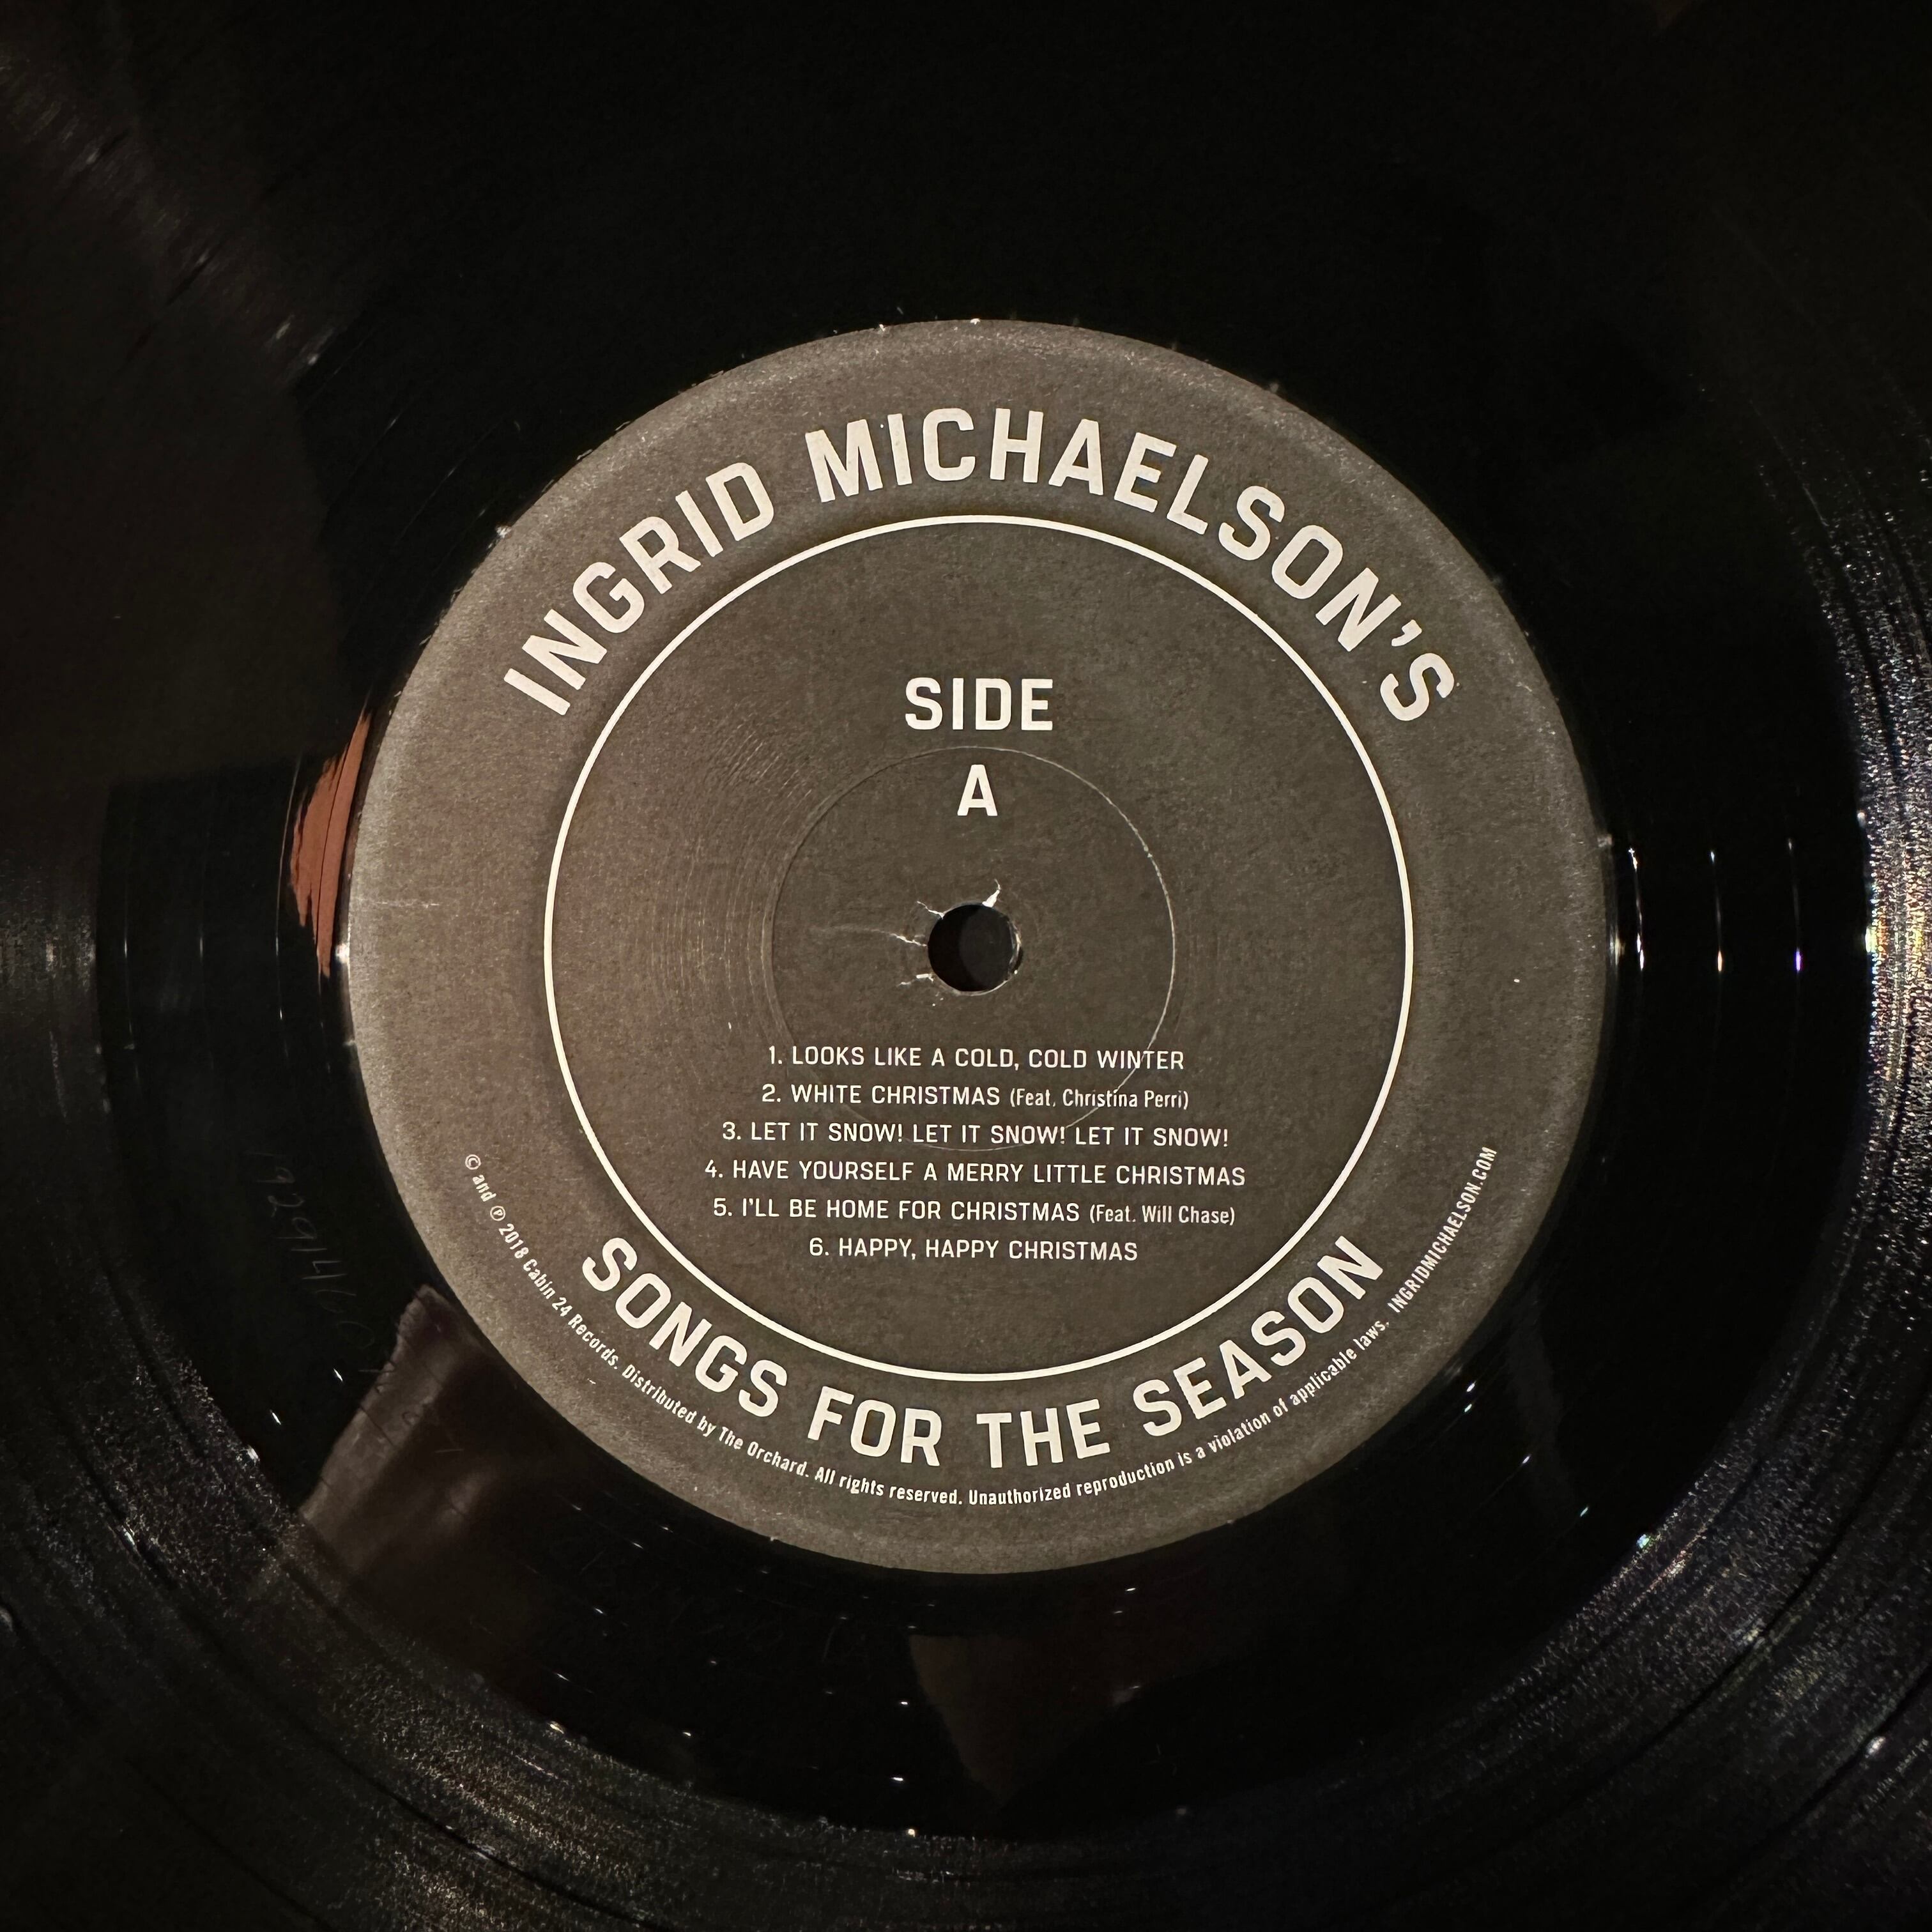 INGRID MICHAELSON'S
SIDE
A
1. LOOKS LIKE A COLD, COLD WINTER
2. WHITE CHRISTMAS (Feat. Christina Perri)
3. LET IT SNOW! LET IT SNOW! LET IT SNOW!
4. HAVE YOURSELF A MERRY LITTLE CHRISTMAS
5. I'LL BE HOME FOR CHRISTMAS (Feat. Will Chase)
6. HAPPY, HAPPY CHRISTMAS
SONGS FOR THE SEASON
© and ℗ 2018 Cabin 24 Records. Distributed by The Orchard. All rights reserved. Unauthorized reproduction is a violation of applicable laws. INGRIDMICHAELSON.COM